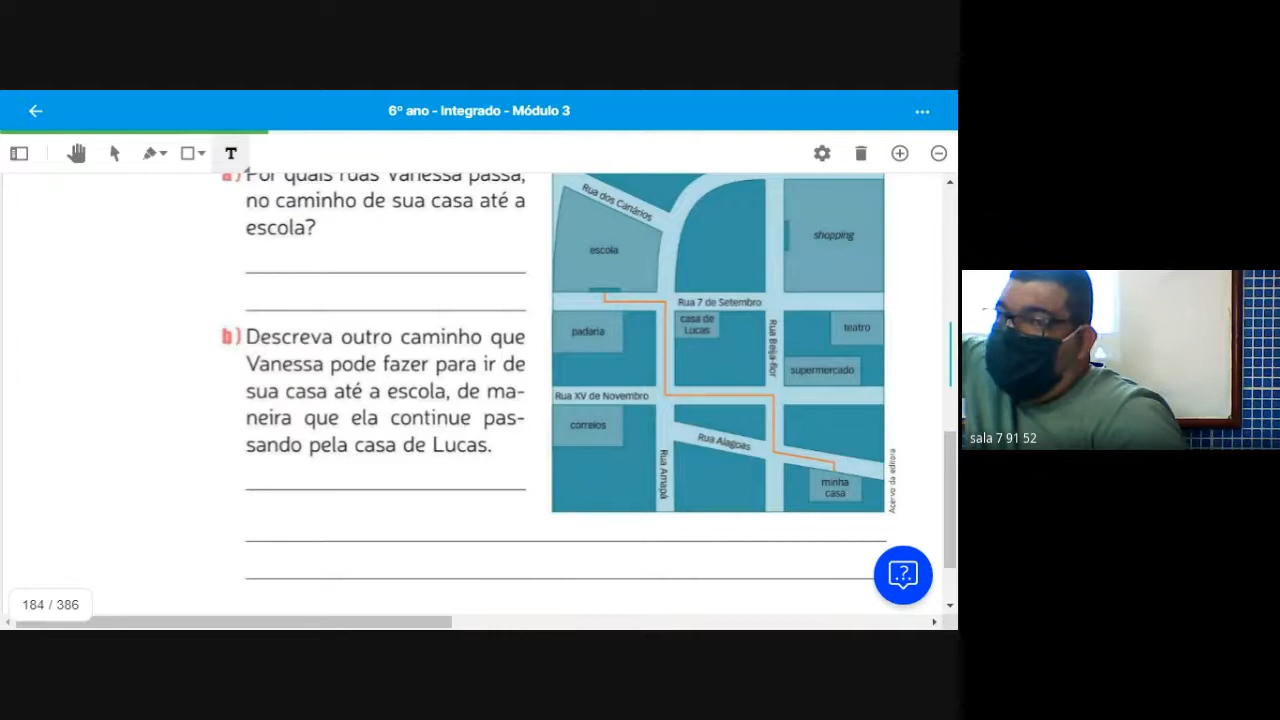 6º ano - Integrado - Módulo 3
T
a) Por quais ruas Vanessa passa,
no caminho de sua casa até a
escola?
b) Descreva outro caminho que
Vanessa pode fazer para ir de
sua casa até a escola, de ma-
neira que ela continue pas-
sando pela casa de Lucas.
Rua dos Canários
escola
shopping
Rua 7 de Setembro
padaria
casa de
Lucas
Rua Beija-flor
teatro
supermercado
Rua XV de Novembro
correios
Rua Alagoas
Rua Amapá
minha
casa
Acervo da editora
184 / 386
sala 7 91 52